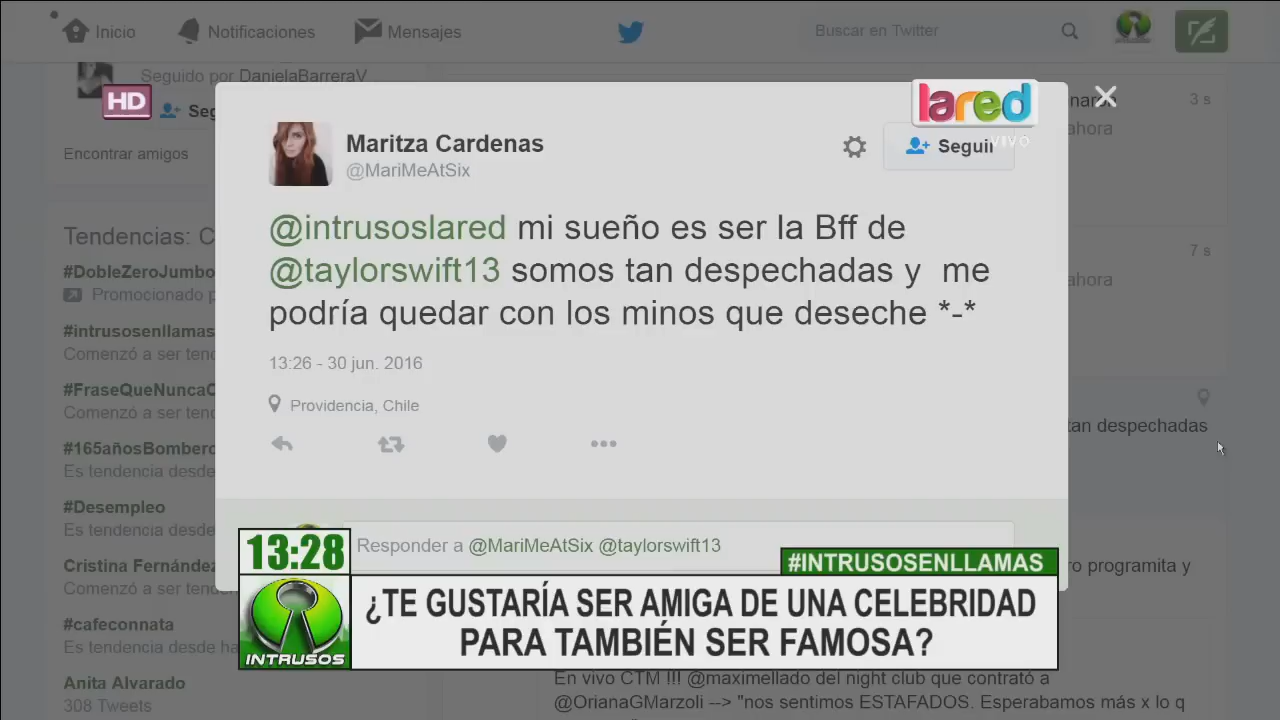 Inicio
Notificaciones
Mensajes
Buscar en Twitter
Seguido por DanielaBarreraV
HD
Seg
Encontrar amigos
lared
VIVO
Maritza Cardenas
@MariMeAtSix
Seguir
3 s
ahora
@intrusoslared mi sueño es ser la Bff de
@taylorswift13 somos tan despechadas y  me
podría quedar con los minos que deseche *-*
13:26 - 30 jun. 2016
Providencia, Chile
Tendencias: C
#DobleZeroJumbo
Promocionado p
#intrusosenllamas
Comenzó a ser tend
#FraseQueNuncaC
Comenzó a ser tend
#165añosBombero
Es tendencia desde
#Desempleo
Es tendencia desde
Cristina Fernández
Comenzó a ser tend
#cafeconnata
Es tendencia desde ha
Anita Alvarado
308 Tweets
7 s
ahora
tan despechadas
Responder a @MariMeAtSix @taylorswift13
ro programita y
13:28
#INTRUSOSENLLAMAS
INTRUSOS
¿TE GUSTARÍA SER AMIGA DE UNA CELEBRIDAD
PARA TAMBIÉN SER FAMOSA?
En vivo CTM !!! @maximellado del night club que contrató a
@OrianaGMarzoli --> "nos sentimos ESTAFADOS. Esperabamos más x lo q